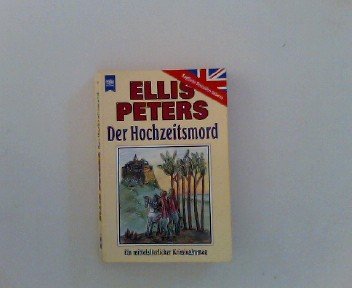 ELLIS
PETERS
Der Hochzeitsmord
Ein mittelalterlicher Kriminalroman